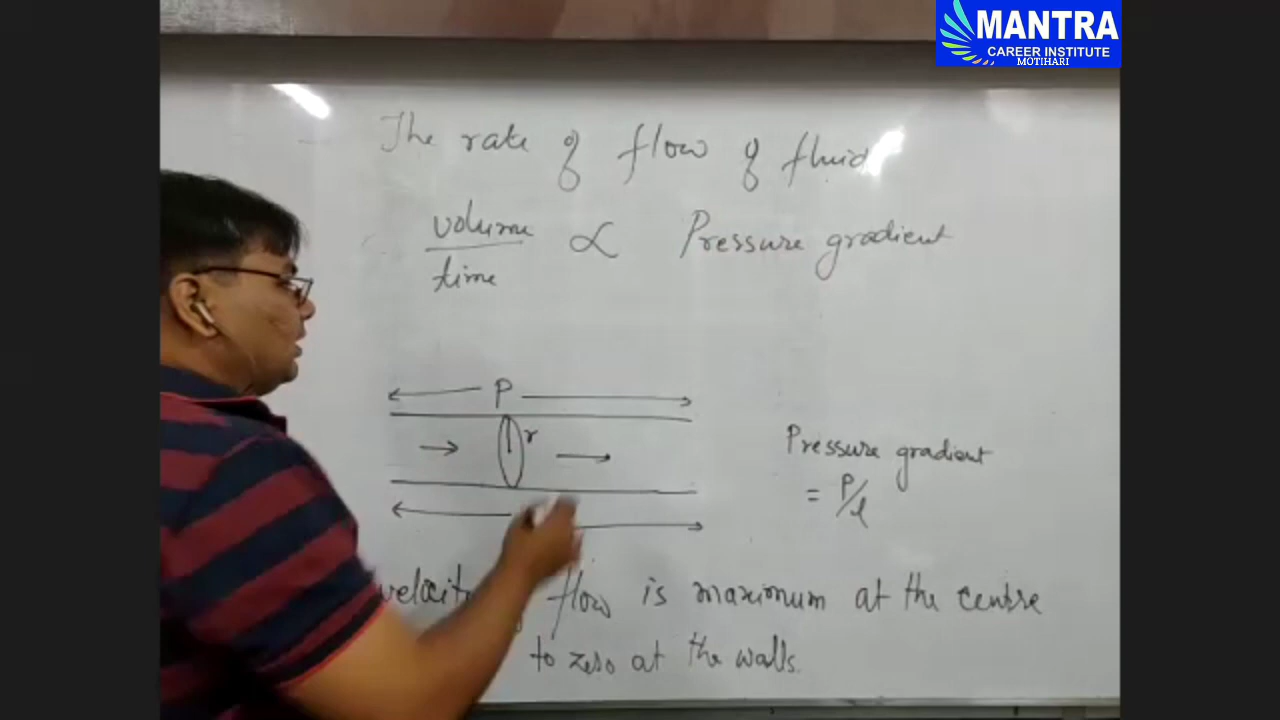 MANTRA
CAREER INSTITUTE
MOTIHARI
The rate of flow of fluid
volume
time
∝ Pressure gradient
P
r
Pressure gradient
= P/l
flow is maximum at the centre
to zero at the walls.